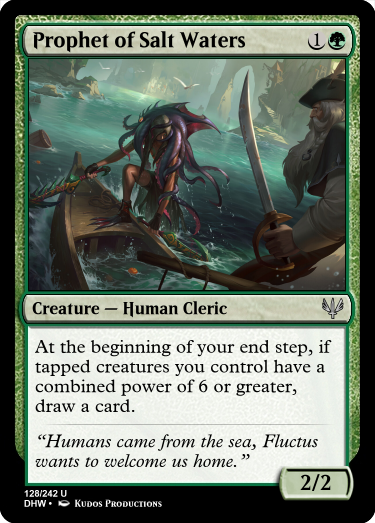 Prophet of Salt Waters 1
Creature — Human Cleric
At the beginning of your end step, if
tapped creatures you control have a
combined power of 6 or greater,
draw a card.
“Humans came from the sea, Fluctus
wants to welcome us home.”
2/2
128/242 U
DHW • Kudos Productions